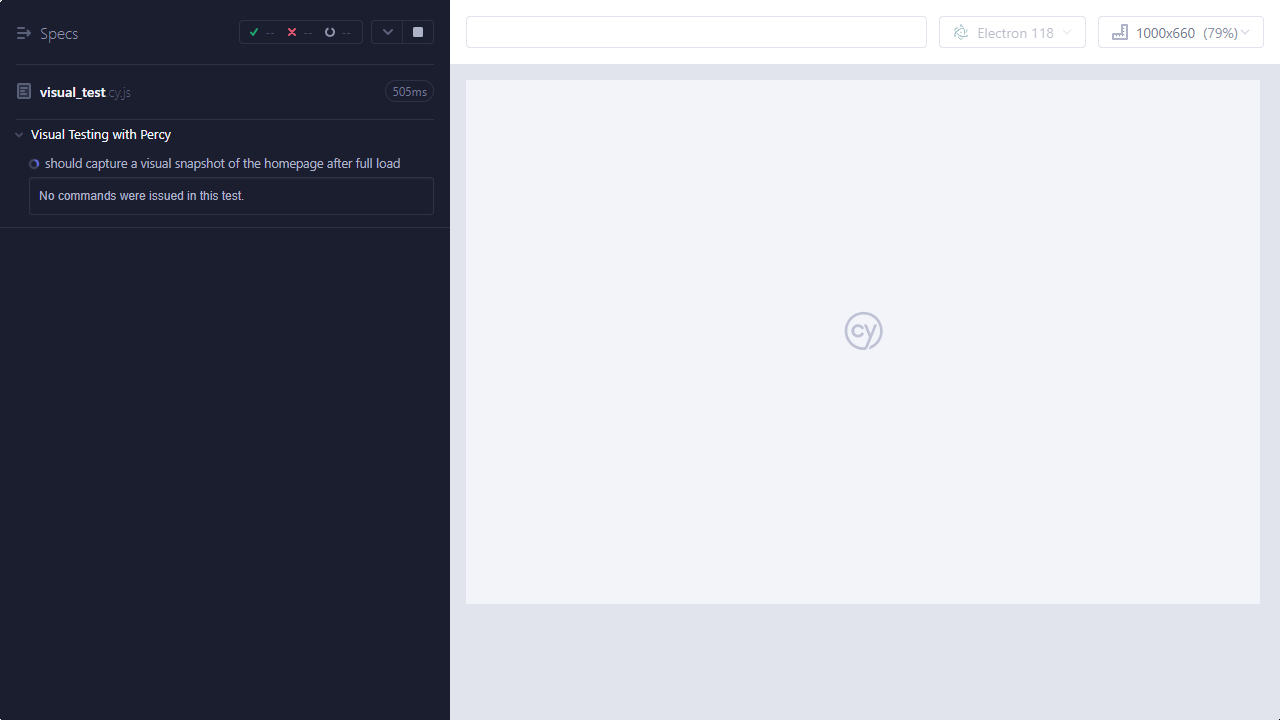 Specs
--
--
--
visual_test.cy.js
505ms
Visual Testing with Percy
should capture a visual snapshot of the homepage after full load
No commands were issued in this test.
Electron 118
1000x660 (79%)
cy